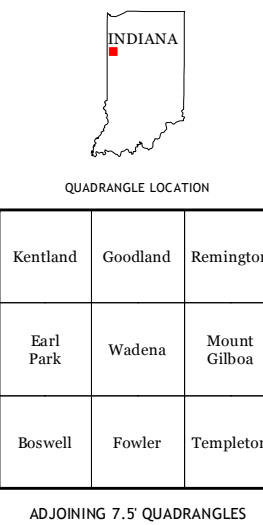 INDIANA
QUADRANGLE LOCATION
Kentland Goodland Remington
Earl Park Wadena Mount Gilboa
Boswell Fowler Templeton
ADJOINING 7.5' QUADRANGLES